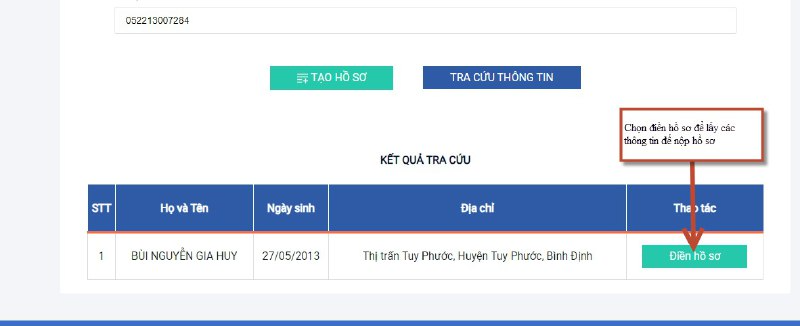 052213007284
TẠO HỒ SƠ
TRA CỨU THÔNG TIN
Chọn điền hồ sơ để lấy các
thông tin để nộp hồ sơ
KẾT QUẢ TRA CỨU
STT Họ và Tên Ngày sinh Địa chỉ Thao tác
1 BÙI NGUYỄN GIA HUY 27/05/2013 Thị trấn Tuy Phước, Huyện Tuy Phước, Bình Định Điền hồ sơ